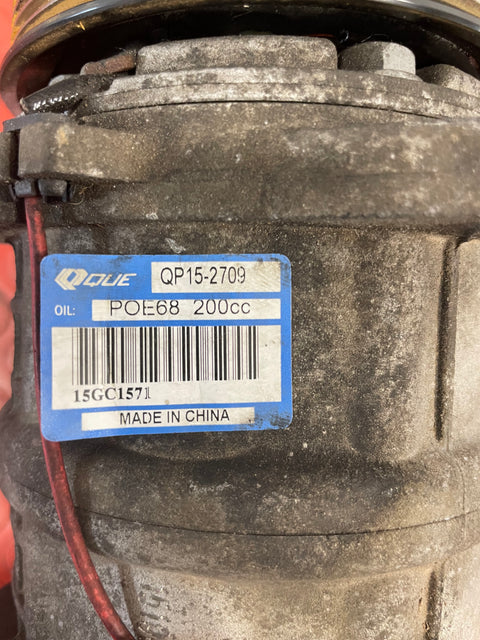 QUE QP15-2709
OIL: POE68 200cc
15GC1571
MADE IN CHINA